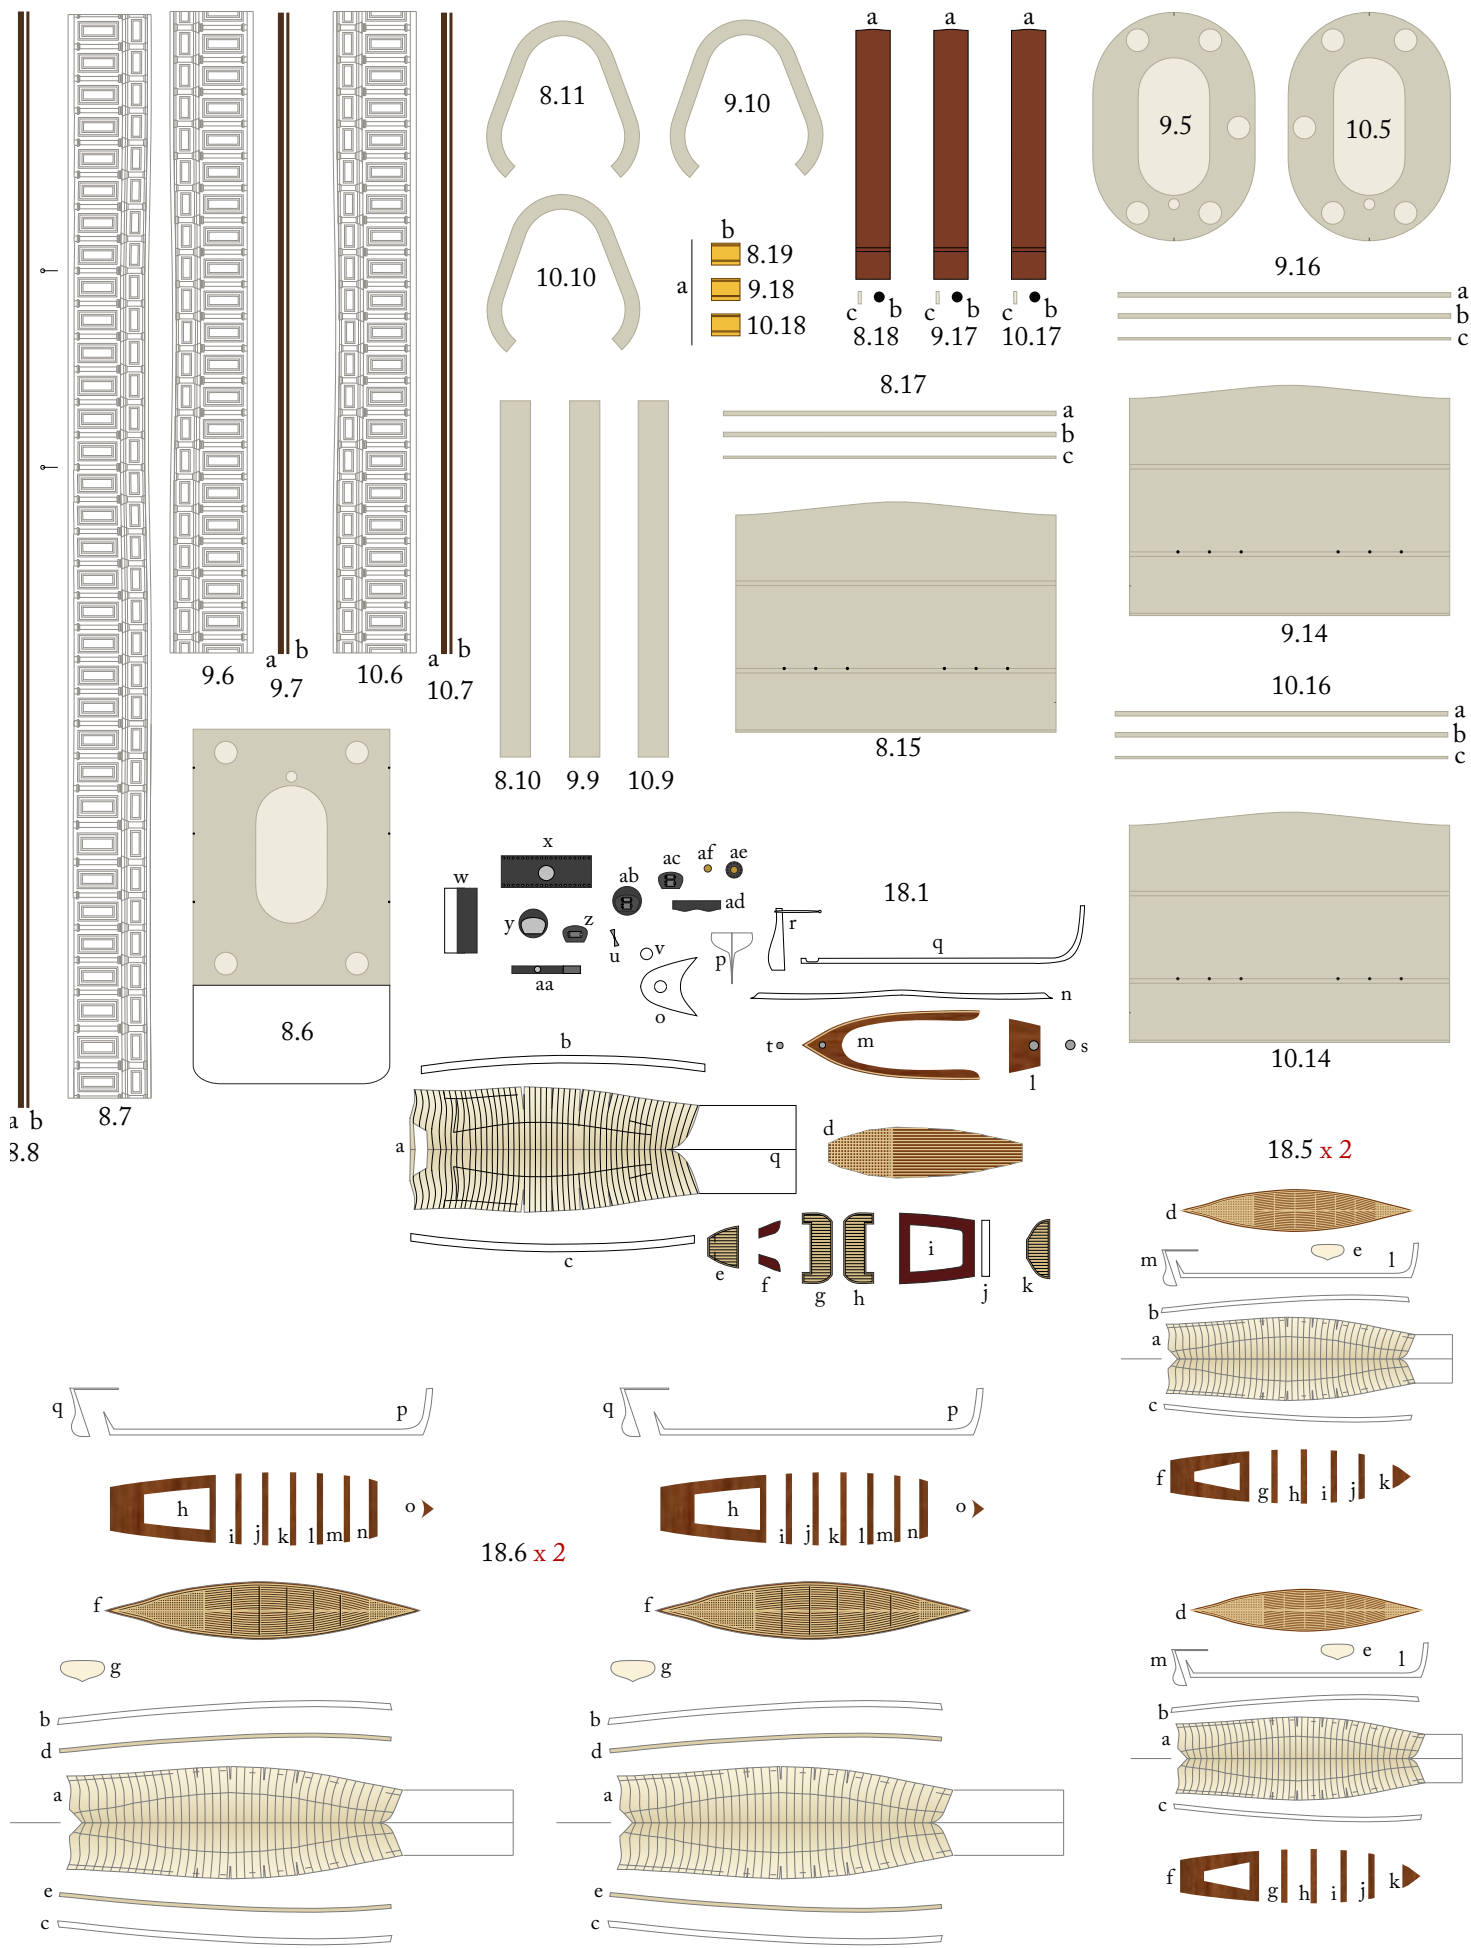 a a a
8.11 9.10 9.5 10.5
b
8.19
a 9.18
10.18
10.10
c b c b c b
8.18 9.17 10.17
9.16
a
b
c
8.17
a
b
c
9.14
a b a b
9.6 9.7 10.6 10.7
10.16
a
b
c
8.15
8.10 9.9 10.9
x
w
ac af ae
ab
ad
y z
u v
aa
o
p
18.1
r
q
n
8.6
t m s
l
10.14
b
a b
8.8
8.7
a q
d
c
e f g h i j k
18.5 x 2
d
e
m l
b
a
c
f g h i j k
q p q p
h i j k l m n o
h i j k l m n o
18.6 x 2
f f
g g
b b
d d
a a
e e
c c
d
e
m l
b
a
c
f g h i j k